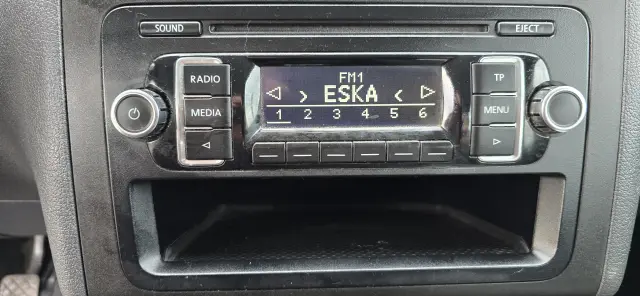 SOUND
EJECT
RADIO
MEDIA
FM1
ESKA
1 2 3 4 5 6
TP
MENU